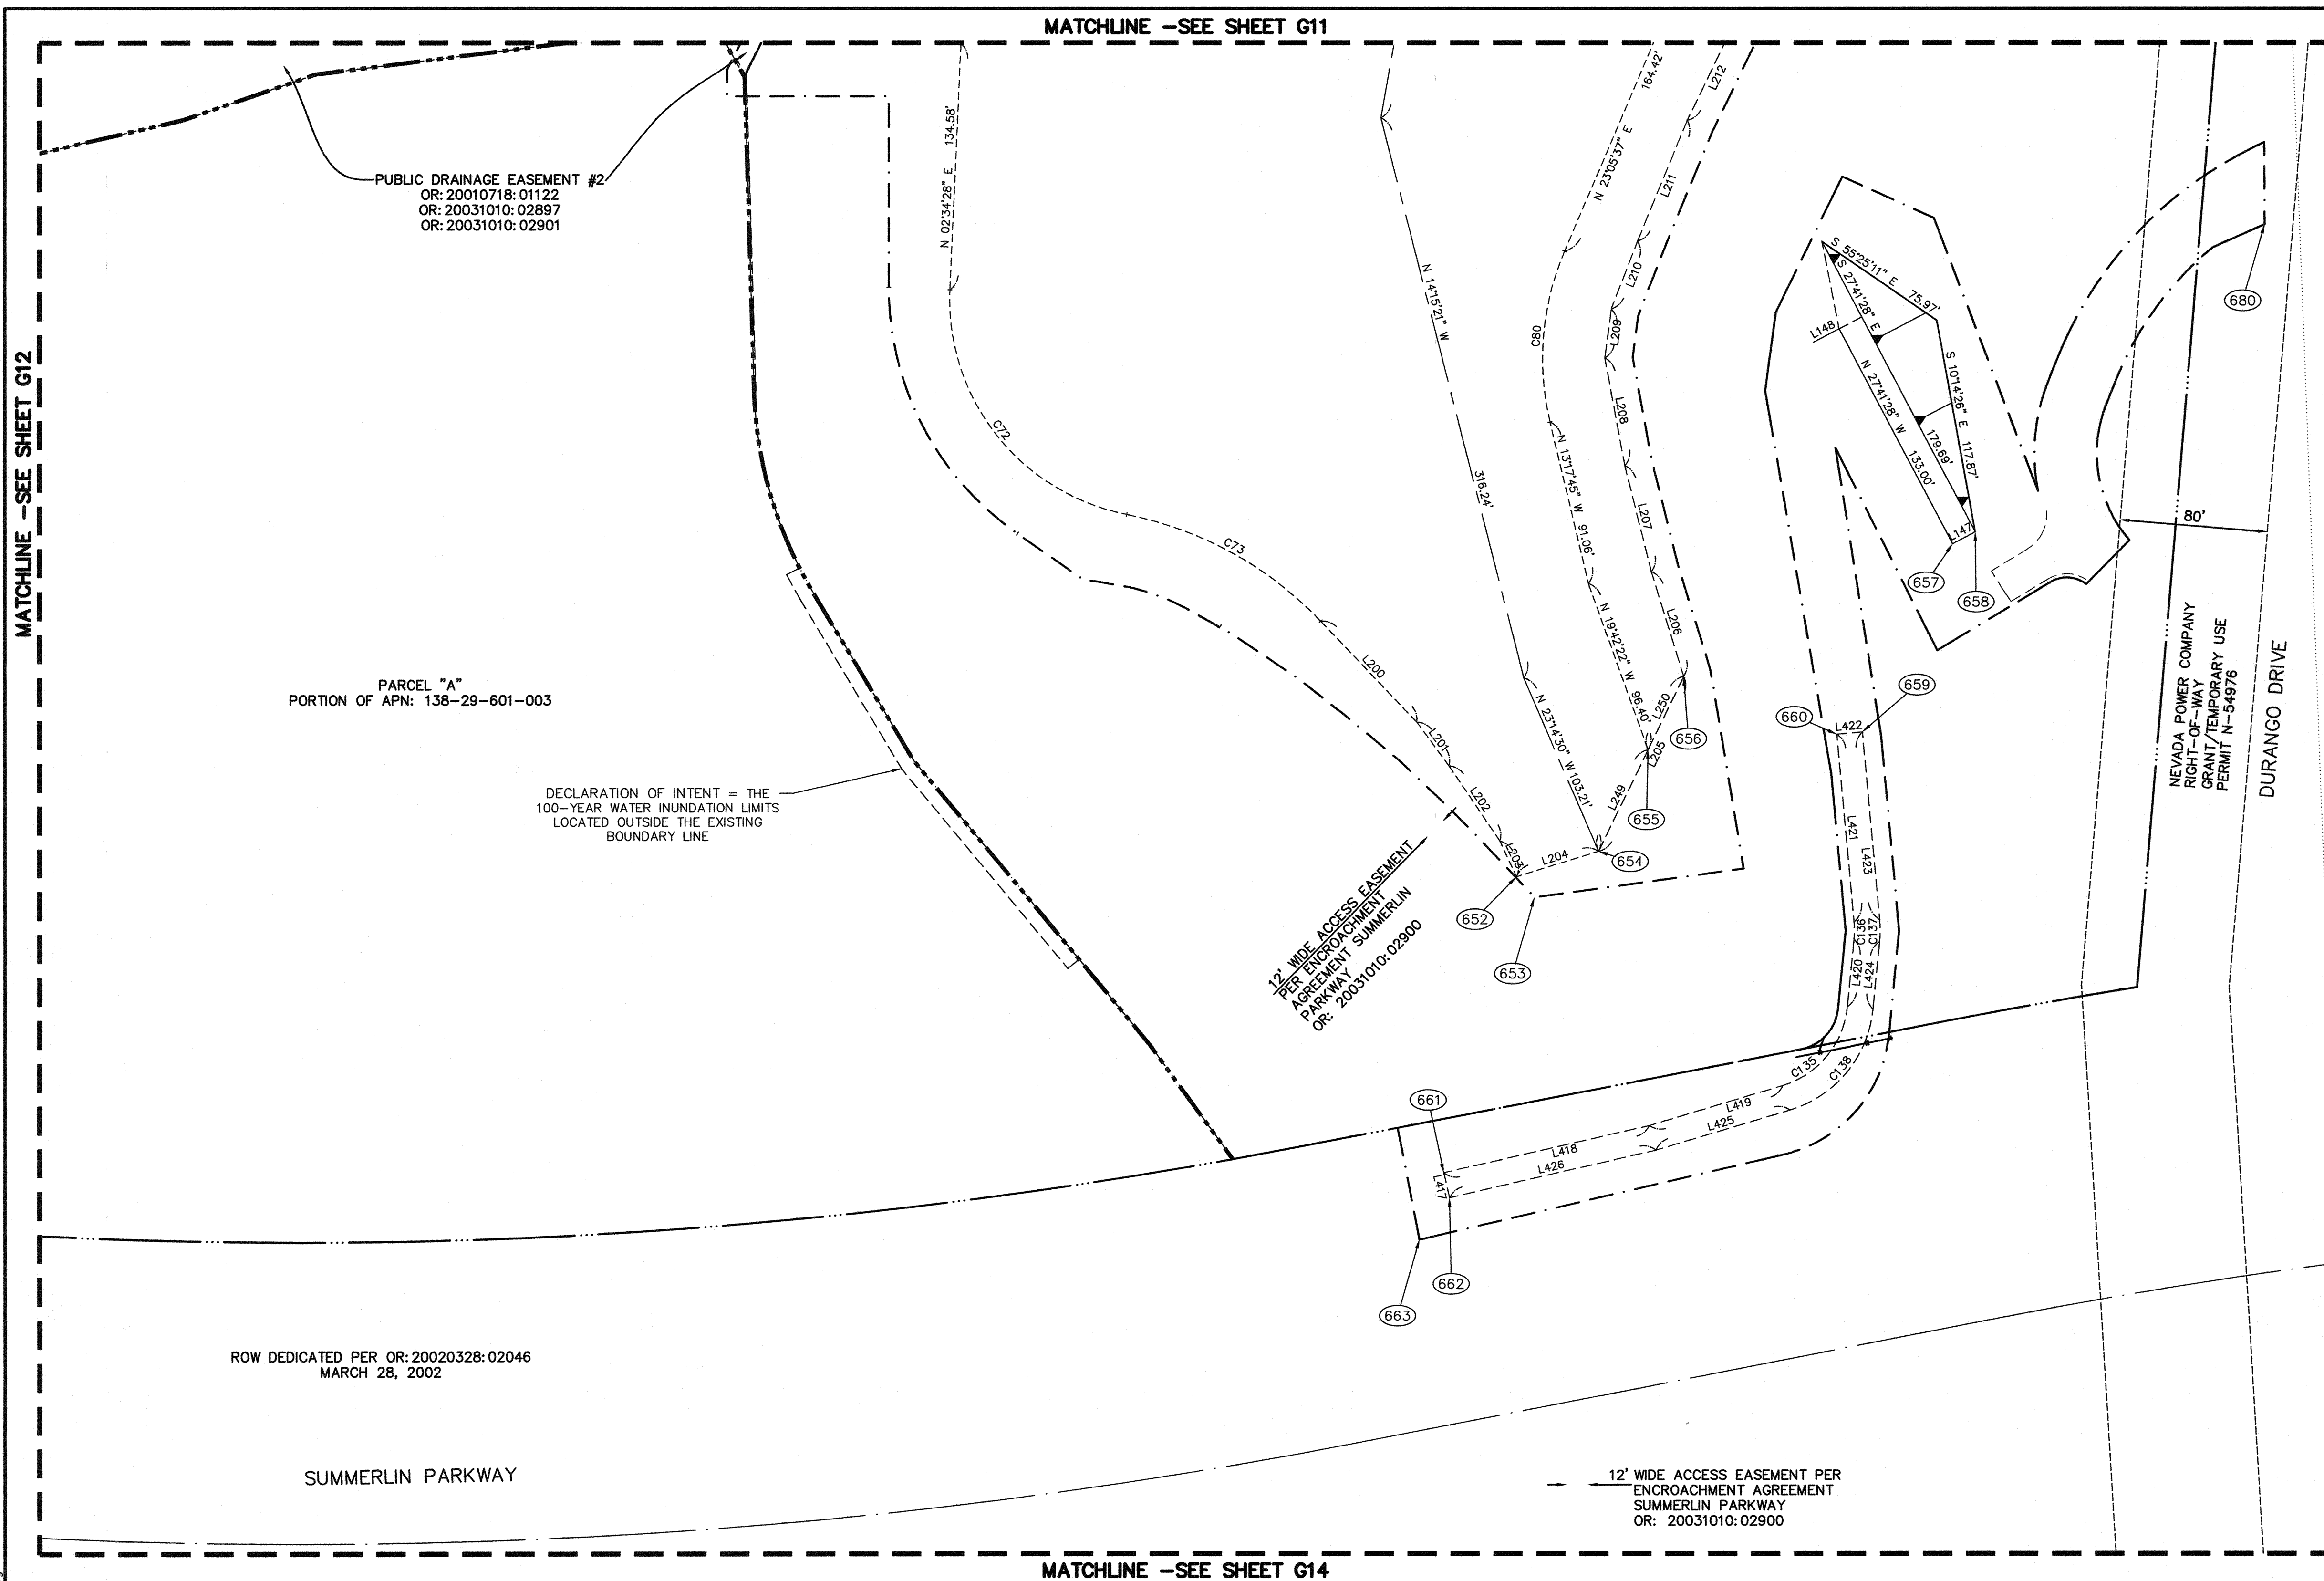 MATCHLINE -SEE SHEET G11
MATCHLINE -SEE SHEET G12
PUBLIC DRAINAGE EASEMENT #2
OR: 20010718: 01122
OR: 20031010: 02897
OR: 20031010: 02901
N 02°34'28" E 134.58'
C72
C73
L200
L201
L202
L203
L204
N 14°15'21" W 316.24'
N 23°14'30" W 103.21'
164.42'
N 23°05'37" E
C80
N 13°17'45" W 91.06'
N 19°42'22" W 96.40'
L212
L211
L210
L209
L208
L207
L206
L250
L205
L249
652
653
654
655
656
S 55°25'11" E 75.97'
S 27°41'28" E 179.69'
L148
N 27°41'28" W 133.00'
S 10°14'26" E 117.87'
L147
657
658
680
80'
659
660
L422
L421
L423
C136
C137
L420
L424
C135
C138
L419
L425
L418
L426
L417
661
662
663
NEVADA POWER COMPANY
RIGHT-OF-WAY
GRANT/TEMPORARY USE
PERMIT N-54976
DURANGO DRIVE
PARCEL "A"
PORTION OF APN: 138-29-601-003
DECLARATION OF INTENT = THE
100-YEAR WATER INUNDATION LIMITS
LOCATED OUTSIDE THE EXISTING
BOUNDARY LINE
12' WIDE ACCESS EASEMENT
PER ENCROACHMENT
AGREEMENT SUMMERLIN
PARKWAY
OR: 20031010: 02900
ROW DEDICATED PER OR: 20020328: 02046
MARCH 28, 2002
SUMMERLIN PARKWAY
12' WIDE ACCESS EASEMENT PER
ENCROACHMENT AGREEMENT
SUMMERLIN PARKWAY
OR: 20031010: 02900
MATCHLINE -SEE SHEET G14